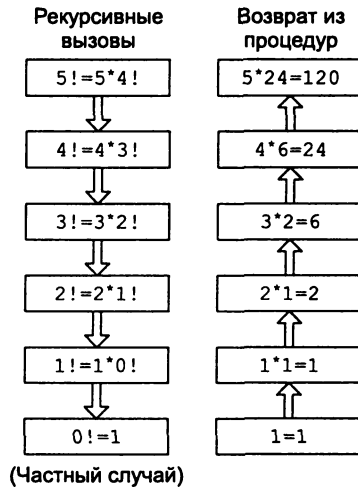 Рекурсивные
вызовы
5!=5*4!
4!=4*3!
3!=3*2!
2!=2*1!
1!=1*0!
0!=1
(Частный случай)
Возврат из
процедур
5*24=120
4*6=24
3*2=6
2*1=2
1*1=1
1=1